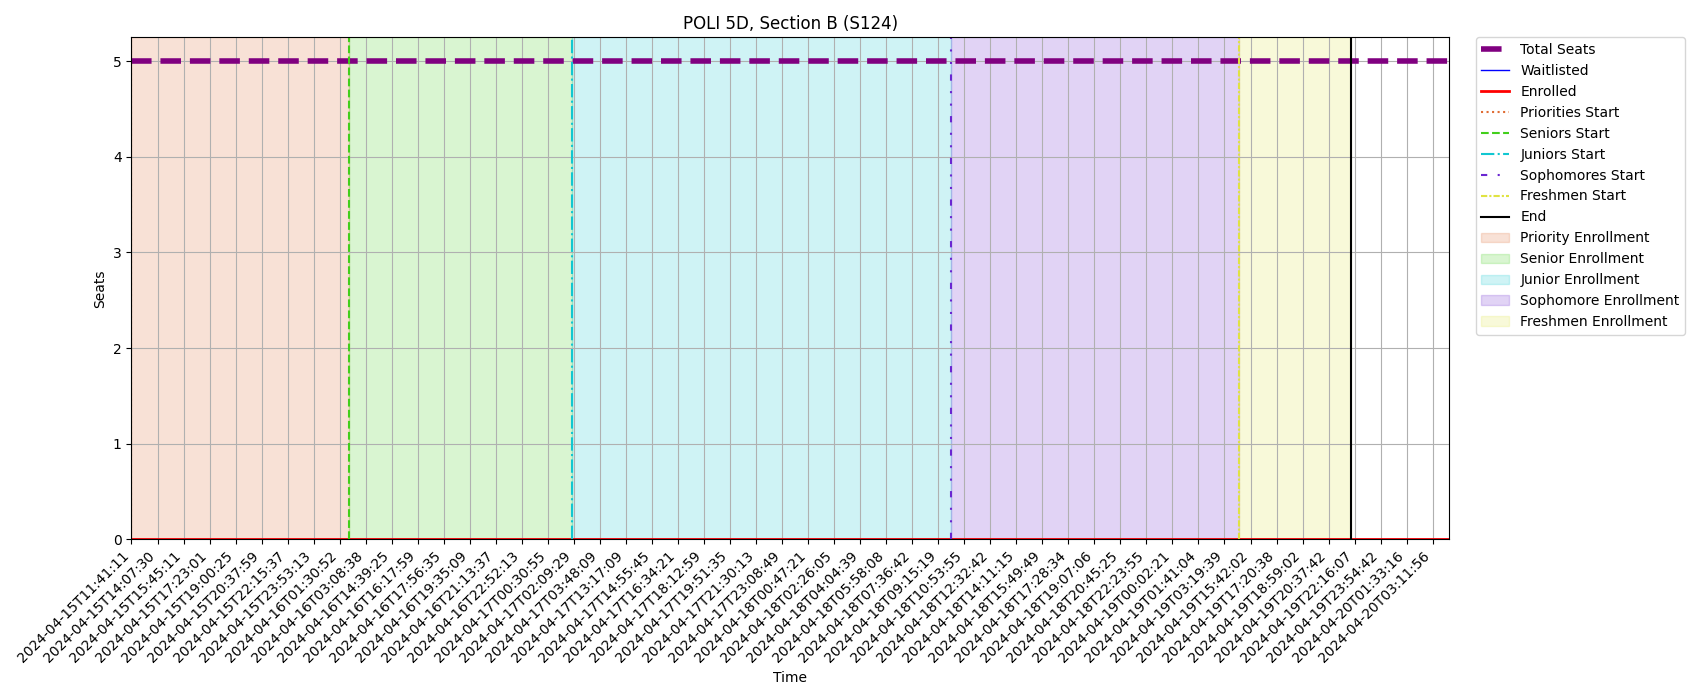 POLI 5D, Section B (S124)
Seats
5
4
3
2
1
0
2024-04-15T11:41:11
2024-04-15T14:07:30
2024-04-15T15:45:11
2024-04-15T17:23:01
2024-04-15T19:00:25
2024-04-15T20:37:59
2024-04-15T22:15:37
2024-04-15T23:53:13
2024-04-16T01:30:52
2024-04-16T03:08:38
2024-04-16T14:39:25
2024-04-16T16:17:59
2024-04-16T17:56:35
2024-04-16T19:35:09
2024-04-16T21:13:37
2024-04-16T22:52:13
2024-04-17T00:30:55
2024-04-17T02:09:29
2024-04-17T03:48:09
2024-04-17T13:17:09
2024-04-17T14:55:45
2024-04-17T16:34:21
2024-04-17T18:12:59
2024-04-17T19:51:35
2024-04-17T21:30:13
2024-04-17T23:08:49
2024-04-18T00:47:21
2024-04-18T02:26:05
2024-04-18T04:04:39
2024-04-18T05:58:08
2024-04-18T07:36:42
2024-04-18T09:15:19
2024-04-18T10:53:55
2024-04-18T12:32:42
2024-04-18T14:11:15
2024-04-18T15:49:49
2024-04-18T17:28:34
2024-04-18T19:07:06
2024-04-18T20:45:25
2024-04-18T22:23:55
2024-04-19T00:02:21
2024-04-19T01:41:04
2024-04-19T03:19:39
2024-04-19T15:42:02
2024-04-19T17:20:38
2024-04-19T18:59:02
2024-04-19T20:37:42
2024-04-19T22:16:07
2024-04-19T23:54:42
2024-04-20T01:33:16
2024-04-20T03:11:56
Time
Total Seats
Waitlisted
Enrolled
Priorities Start
Seniors Start
Juniors Start
Sophomores Start
Freshmen Start
End
Priority Enrollment
Senior Enrollment
Junior Enrollment
Sophomore Enrollment
Freshmen Enrollment